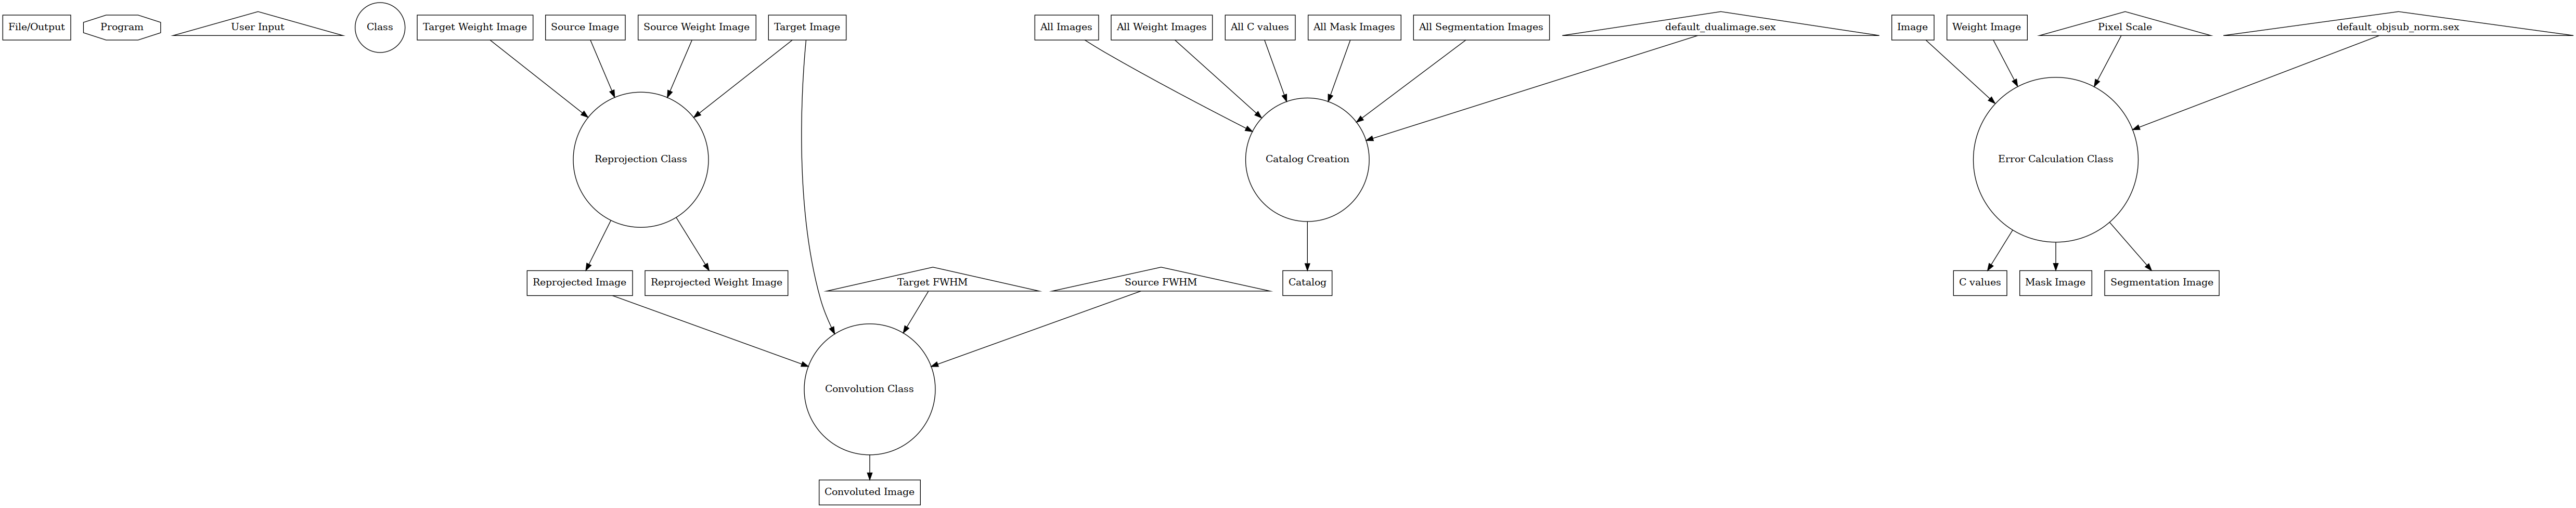 File/Output
Program
User Input
Class
Target Weight Image
Source Image
Source Weight Image
Target Image
All Images
All Weight Images
All C values
All Mask Images
All Segmentation Images
default_dualimage.sex
Image
Weight Image
Pixel Scale
default_objsub_norm.sex
Reprojection Class
Catalog Creation
Error Calculation Class
Reprojected Image
Reprojected Weight Image
Target FWHM
Source FWHM
Catalog
C values
Mask Image
Segmentation Image
Convolution Class
Convoluted Image